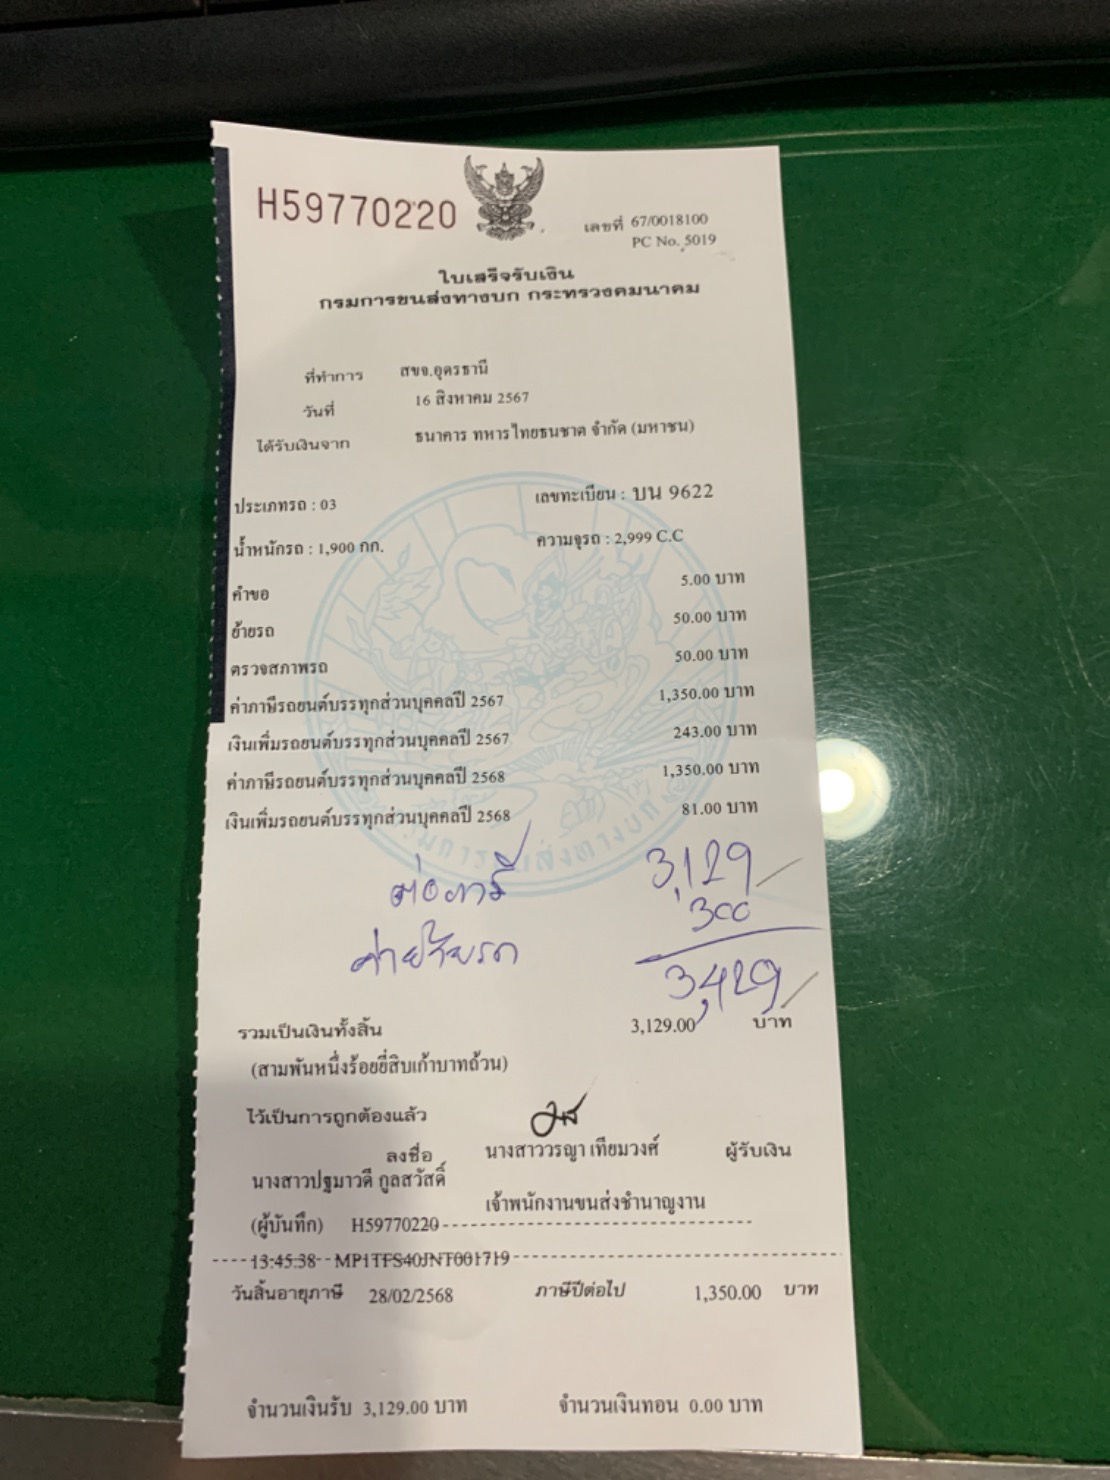 H59770220
เลขที่ 67/0018100
PC No. 5019
ใบเสร็จรับเงิน
กรมการขนส่งทางบก กระทรวงคมนาคม
ที่ทำการ สขจ.อุดรธานี
วันที่ 16 สิงหาคม 2567
ได้รับเงินจาก ธนาคาร ทหารไทยธนชาต จำกัด (มหาชน)
ประเภทรถ : 03 เลขทะเบียน : บน 9622
น้ำหนักรถ : 1,900 กก. ความจุรถ : 2,999 C.C
คำขอ 5.00 บาท
ย้ายรถ 50.00 บาท
ตรวจสภาพรถ 50.00 บาท
ค่าภาษีรถยนต์บรรทุกส่วนบุคคลปี 2567 1,350.00 บาท
เงินเพิ่มรถยนต์บรรทุกส่วนบุคคลปี 2567 243.00 บาท
ค่าภาษีรถยนต์บรรทุกส่วนบุคคลปี 2568 1,350.00 บาท
เงินเพิ่มรถยนต์บรรทุกส่วนบุคคลปี 2568 81.00 บาท
กรมการขนส่งทางบก
ต่อภาษี 3,129
ค่าย้ายรถ 300
3,429
รวมเป็นเงินทั้งสิ้น 3,129.00 บาท
(สามพันหนึ่งร้อยยี่สิบเก้าบาทถ้วน)
ไว้เป็นการถูกต้องแล้ว
ลงชื่อ นางสาววรญา เทียมวงศ์ ผู้รับเงิน
นางสาวปฐมาวดี กูลสวัสดิ์
เจ้าพนักงานขนส่งชำนาญงาน
(ผู้บันทึก) H59770220
13:45:38 MP1TFS40JNT001719
วันสิ้นอายุภาษี 28/02/2568 ภาษีปีต่อไป 1,350.00 บาท
จำนวนเงินรับ 3,129.00 บาท จำนวนเงินทอน 0.00 บาท